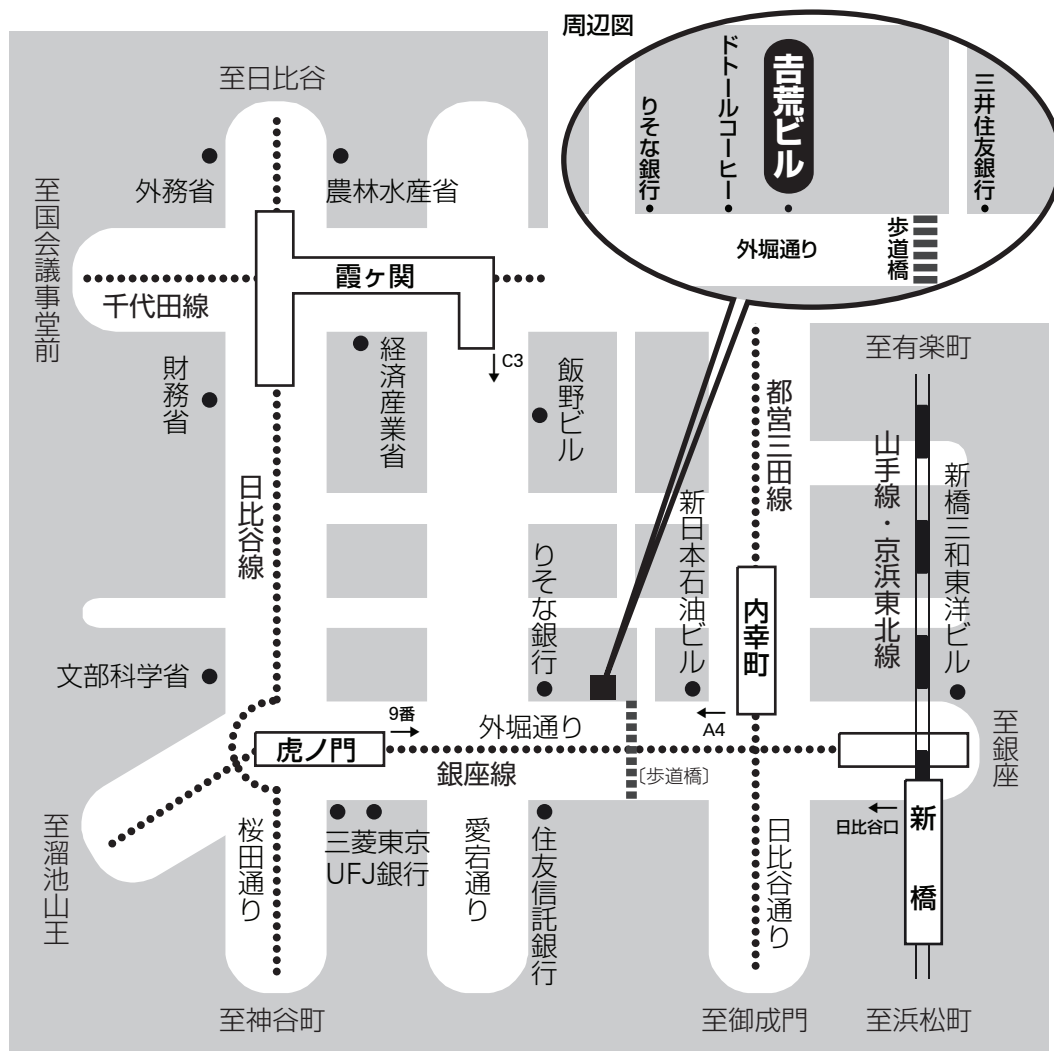 周辺図
りそな銀行
ドトールコーヒー
𠮷荒ビル
三井住友銀行
外堀通り
歩道橋
至日比谷
外務省
農林水産省
至国会議事堂前
霞ヶ関
千代田線
C3
財務省
経済産業省
飯野ビル
都営三田線
至有楽町
山手線・京浜東北線
新橋三和東洋ビル
日比谷線
りそな銀行
新日本石油ビル
内幸町
文部科学省
9番
外堀通り
A4
虎ノ門
銀座線
〔歩道橋〕
至銀座
日比谷口
新橋
至溜池山王
桜田通り
三菱東京
UFJ銀行
愛宕通り
住友信託銀行
日比谷通り
至神谷町
至御成門
至浜松町